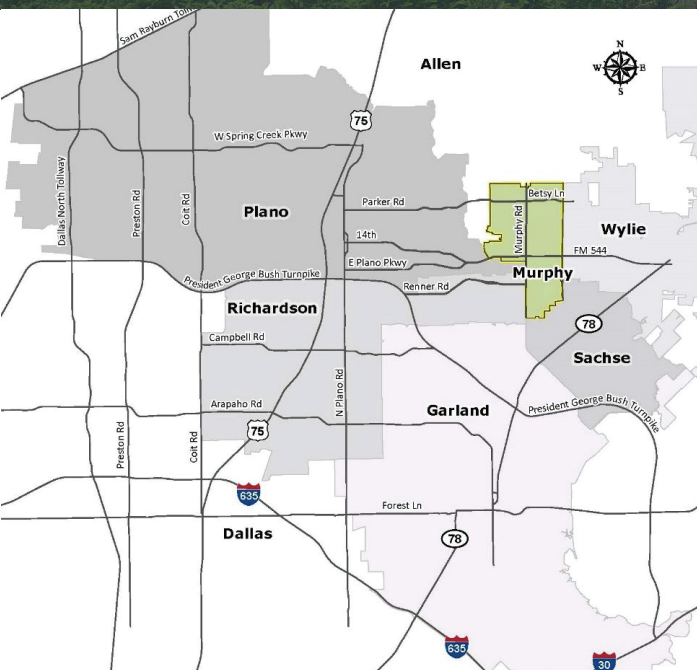 Sam Rayburn Toll
Allen
N
W E
S
75
W Spring Creek Pkwy
Dallas North Tollway
Preston Rd
Coit Rd
Plano
Parker Rd
Betsy Ln
Murphy Rd
Wylie
14th
FM 544
E Plano Pkwy
Murphy
President George Bush Turnpike
Renner Rd
Richardson
78
Campbell Rd
Sachse
N Plano Rd
Arapaho Rd
Garland
President George Bush Turnpike
75
Preston Rd
Coit Rd
635
Forest Ln
Dallas
78
635
30